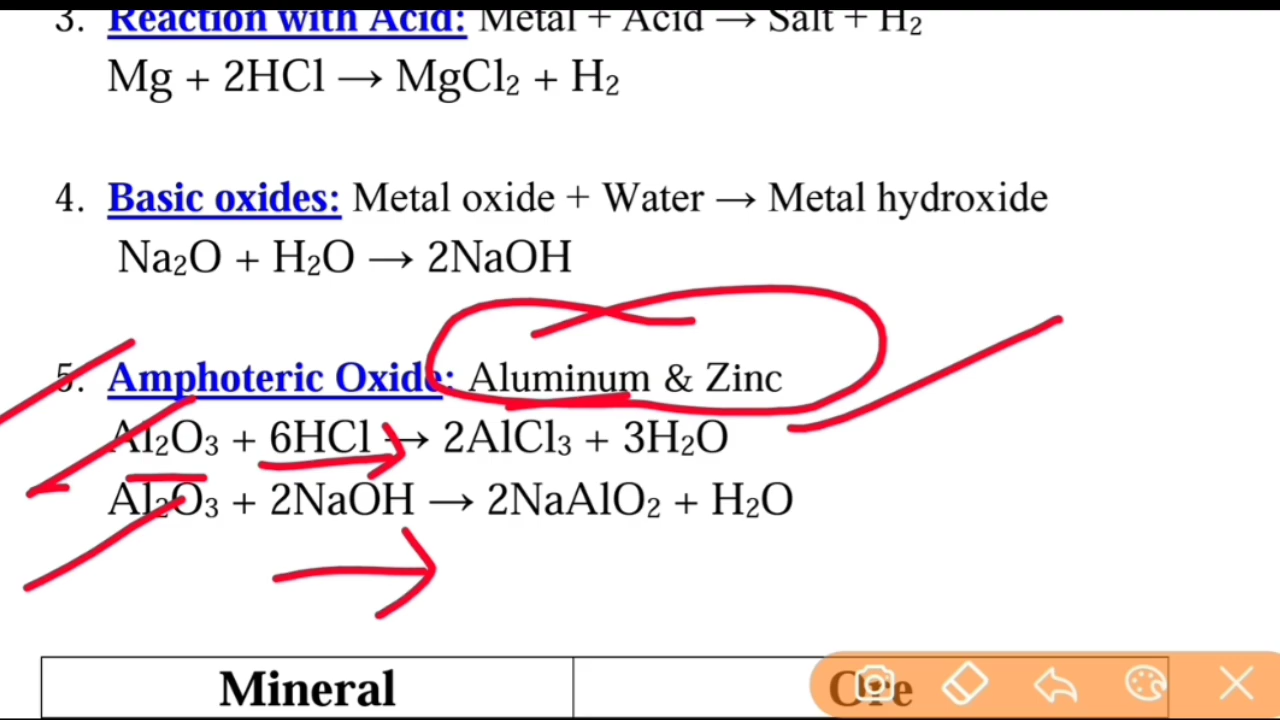 3. Reaction with Acid: Metal + Acid → Salt + H₂
Mg + 2HCl → MgCl₂ + H₂
4. Basic oxides: Metal oxide + Water → Metal hydroxide
Na₂O + H₂O → 2NaOH
5. Amphoteric Oxide: Aluminum & Zinc
Al₂O₃ + 6HCl → 2AlCl₃ + 3H₂O
Al₂O₃ + 2NaOH → 2NaAlO₂ + H₂O
Mineral
Ore